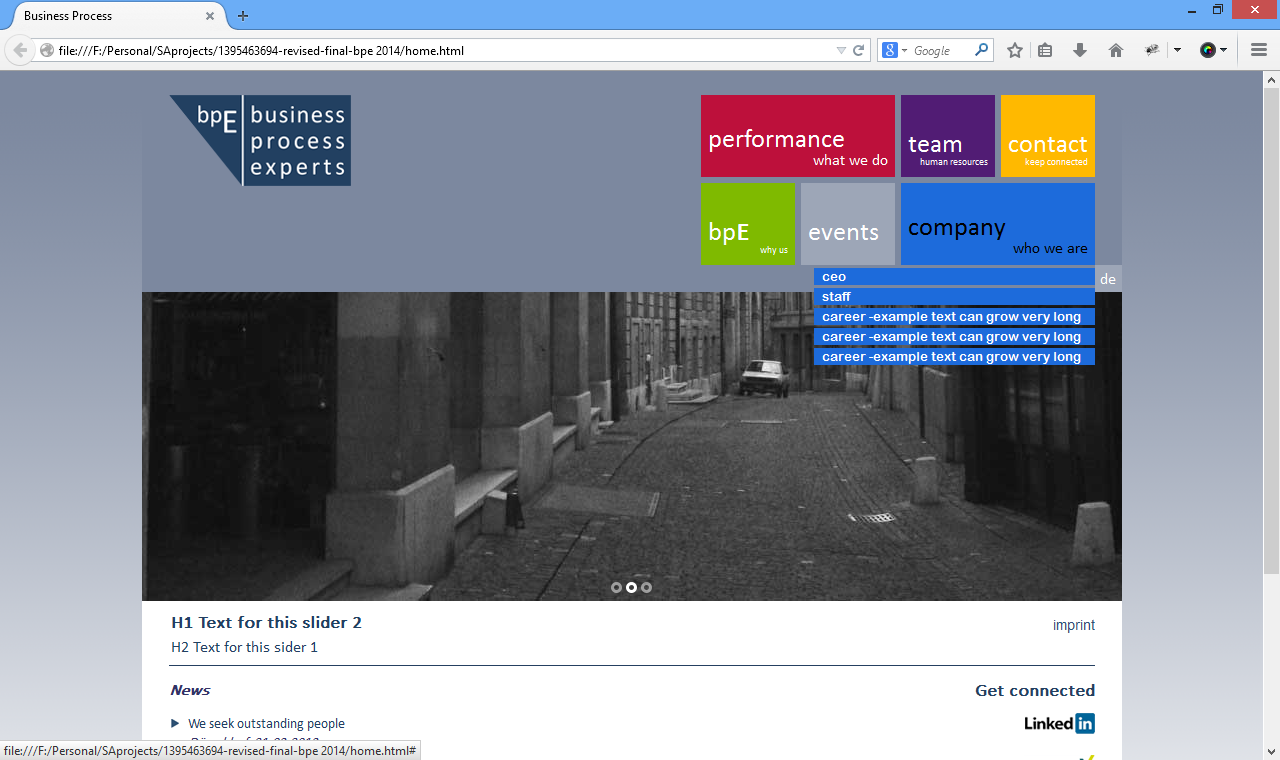 Business Process
file:///F:/Personal/SAprojects/1395463694-revised-final-bpe 2014/home.html
Google
bpE business
process
experts
performance
what we do
team
human resources
contact
keep connected
bpE
why us
events
company
who we are
de
ceo
staff
career -example text can grow very long
career -example text can grow very long
career -example text can grow very long
H1 Text for this slider 2
imprint
H2 Text for this sider 1
News
Get connected
We seek outstanding people
Linked in
file:///F:/Personal/SAprojects/1395463694-revised-final-bpe 2014/home.html#